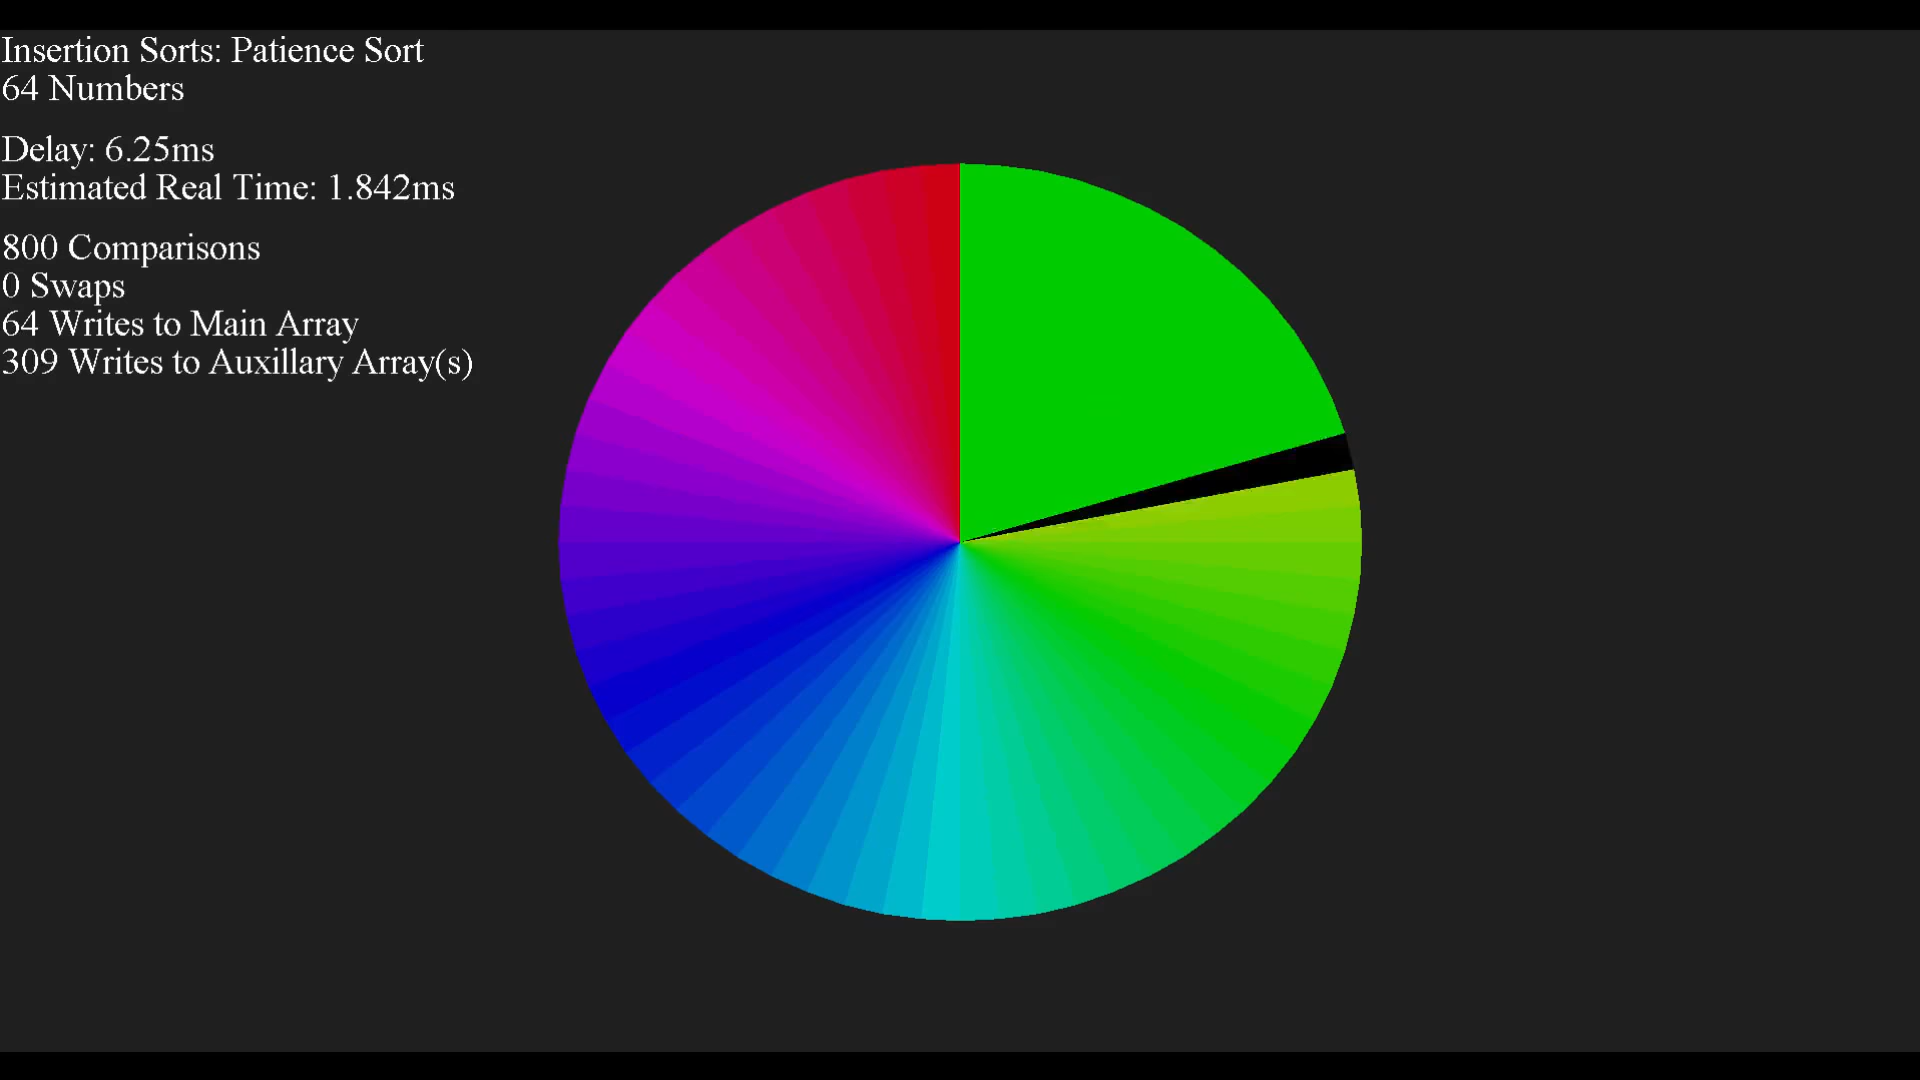 Insertion Sorts: Patience Sort
64 Numbers
Delay: 6.25ms
Estimated Real Time: 1.842ms
800 Comparisons
0 Swaps
64 Writes to Main Array
309 Writes to Auxillary Array(s)